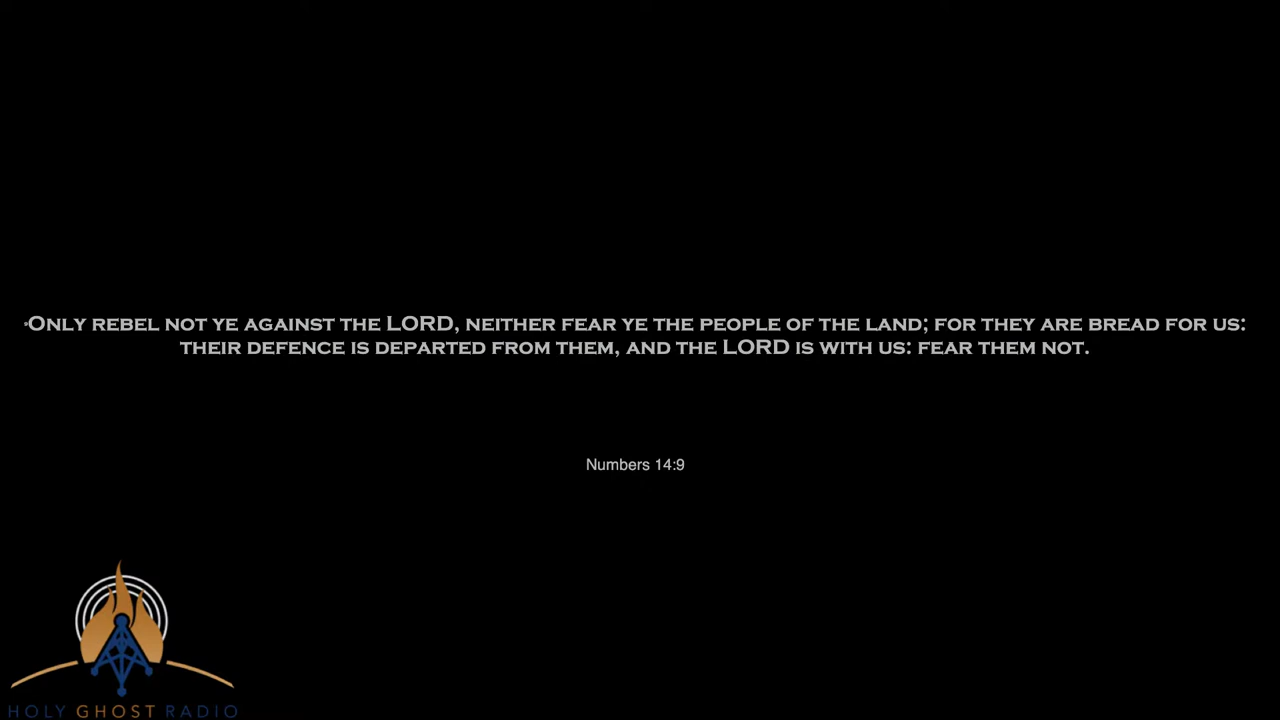 Only rebel not ye against the LORD, neither fear ye the people of the land; for they are bread for us:
their defence is departed from them, and the LORD is with us: fear them not.
Numbers 14:9
HOLY GHOST RADIO